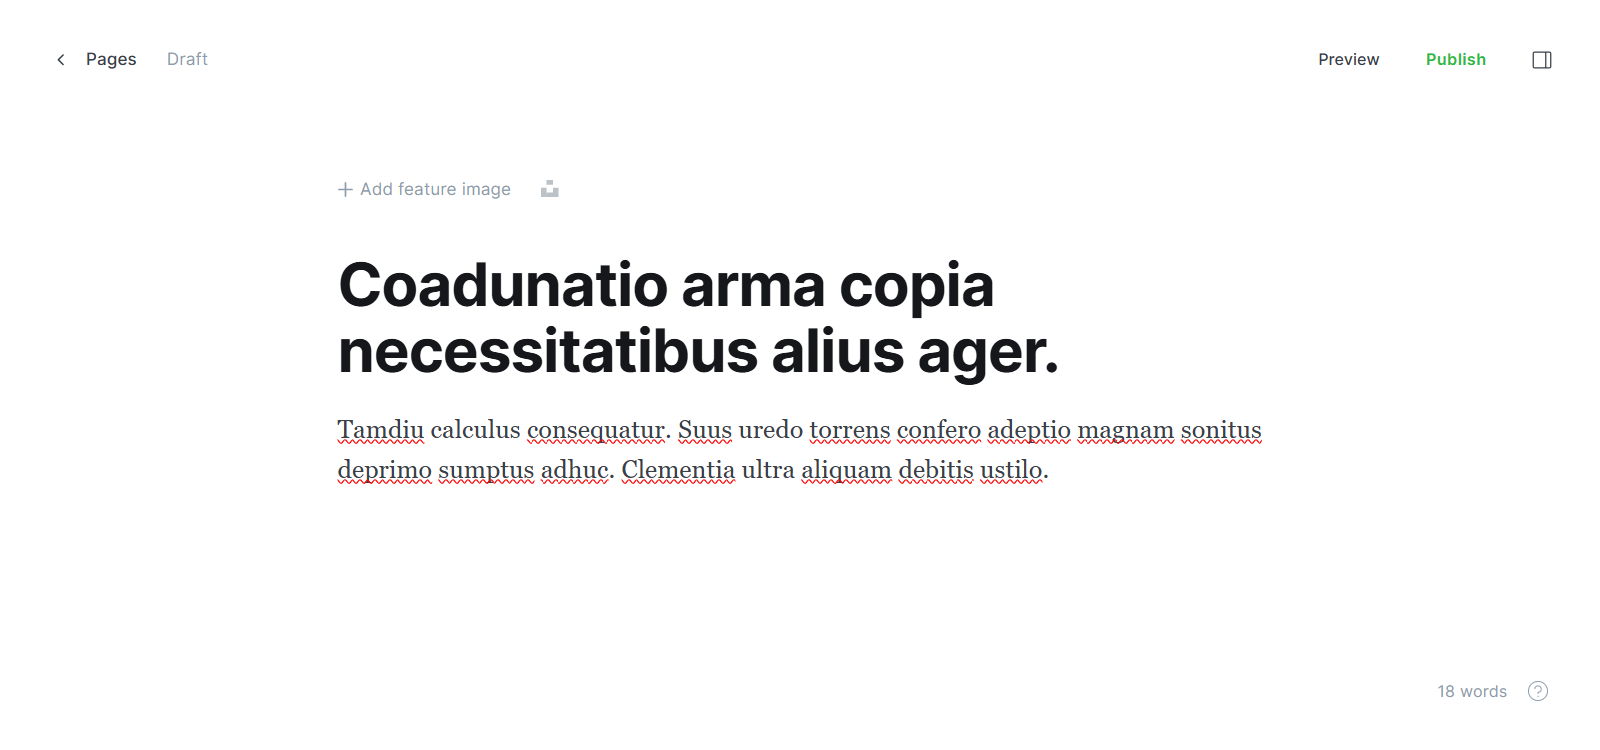 Pages Draft Preview Publish
Add feature image
Coadunatio arma copia
necessitatibus alius ager.
Tamdiu calculus consequatur. Suus uredo torrens confero adeptio magnam sonitus
deprimo sumptus adhuc. Clementia ultra aliquam debitis ustilo.
18 words ?